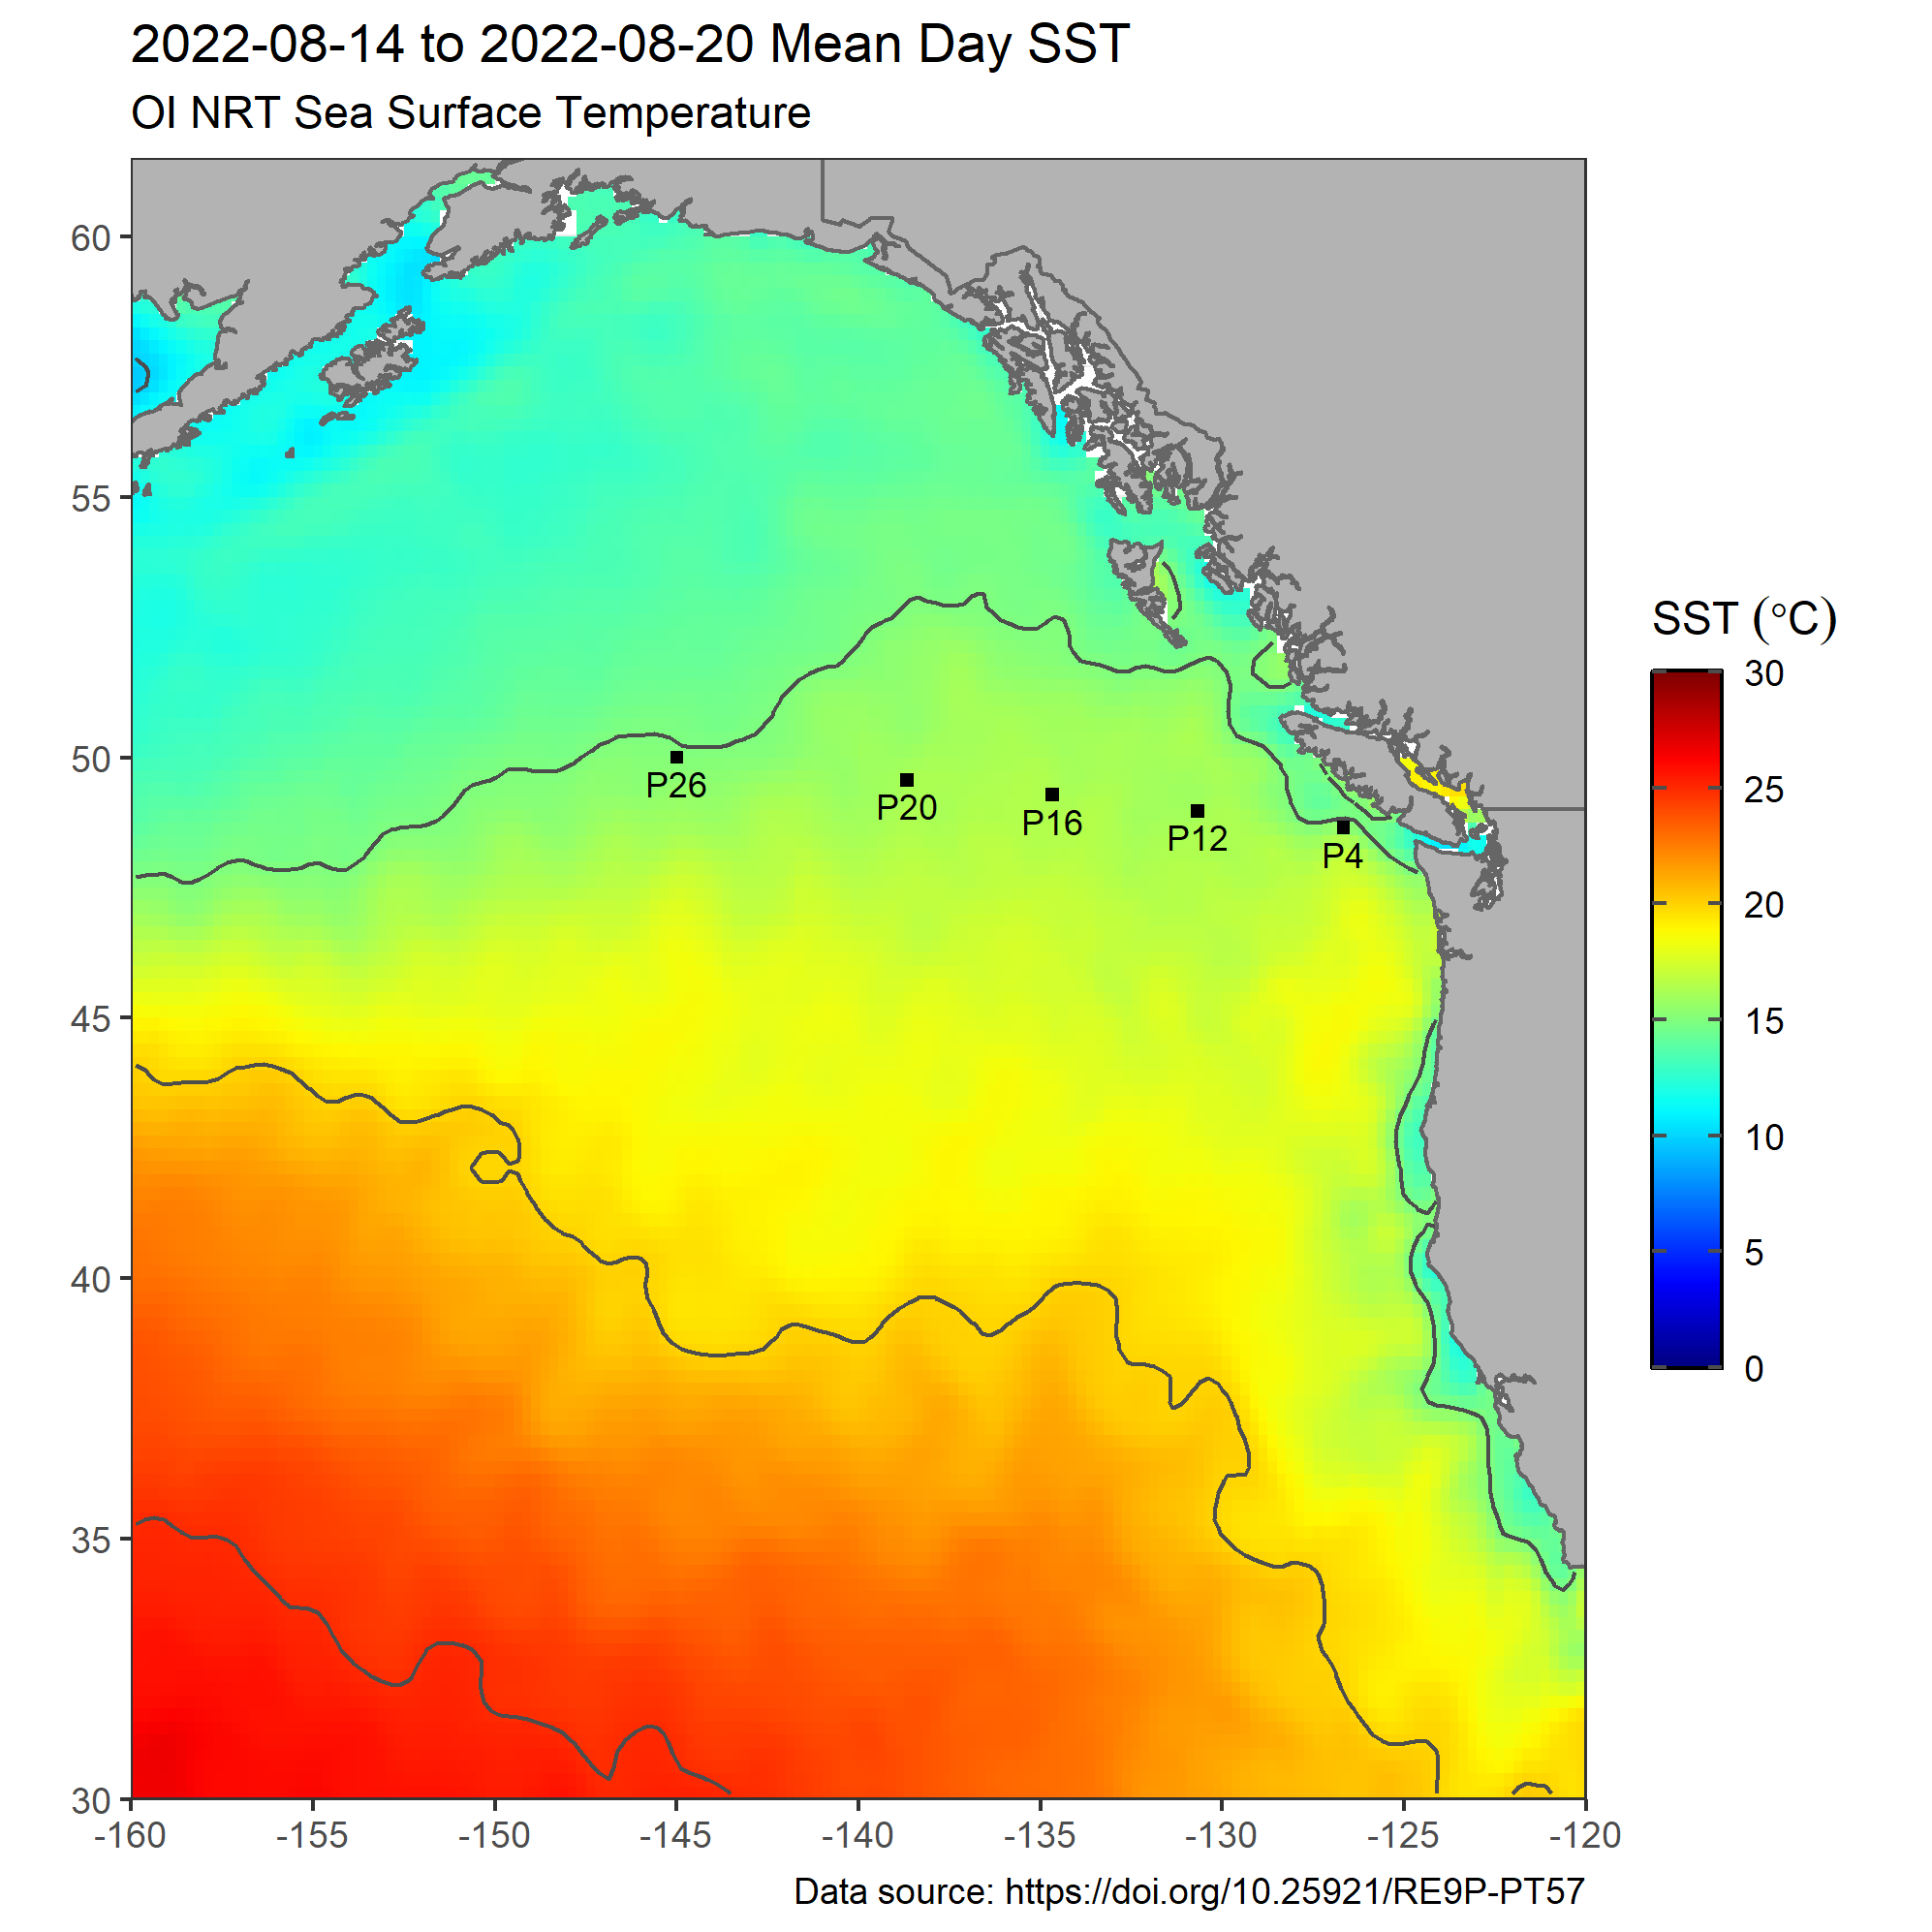 2022-08-14 to 2022-08-20 Mean Day SST
OI NRT Sea Surface Temperature
60
55
50
45
40
35
30
P26
P20
P16
P12
P4
SST (°C)
30
25
20
15
10
5
0
-160 -155 -150 -145 -140 -135 -130 -125 -120
Data source: https://doi.org/10.25921/RE9P-PT57